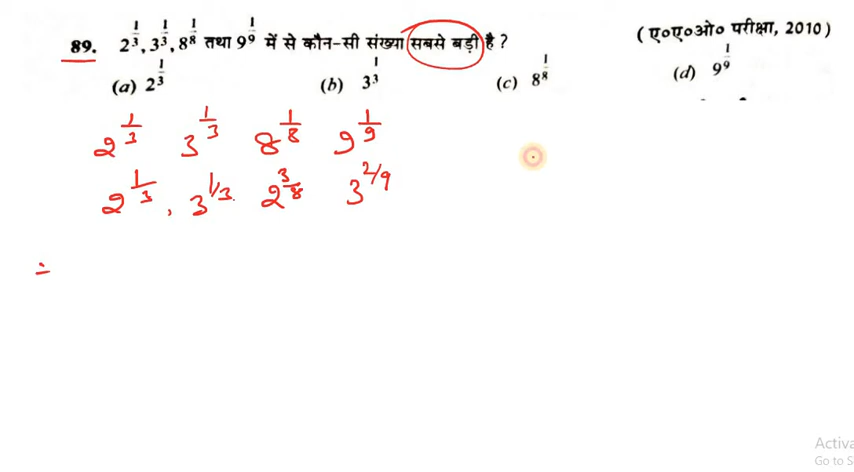 89. 2^{1/3}, 3^{1/3}, 8^{1/8} तथा 9^{1/9} में से कौन-सी संख्या सबसे बड़ी है ? (ए०ए०ओ० परीक्षा, 2010)
(a) 2^{1/3} (b) 3^{1/3} (c) 8^{1/8} (d) 9^{1/9}
2^{1/3} 3^{1/3} 8^{1/8} 9^{1/9}
2^{1/3}, 3^{1/3}. 2^{3/8} 3^{2/9}
=
Activa
Go to S